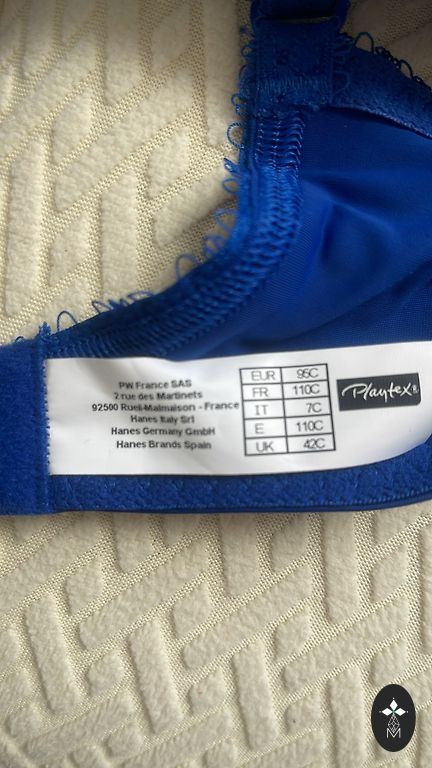 PW France SAS
2 rue des Martinets
92500 Rueil-Malmaison - France
Hanes Italy Srl
Hanes Germany GmbH
Hanes Brands Spain
EUR 95C
FR 110C
IT 7C
E 110C
UK 42C
Playtex®
M